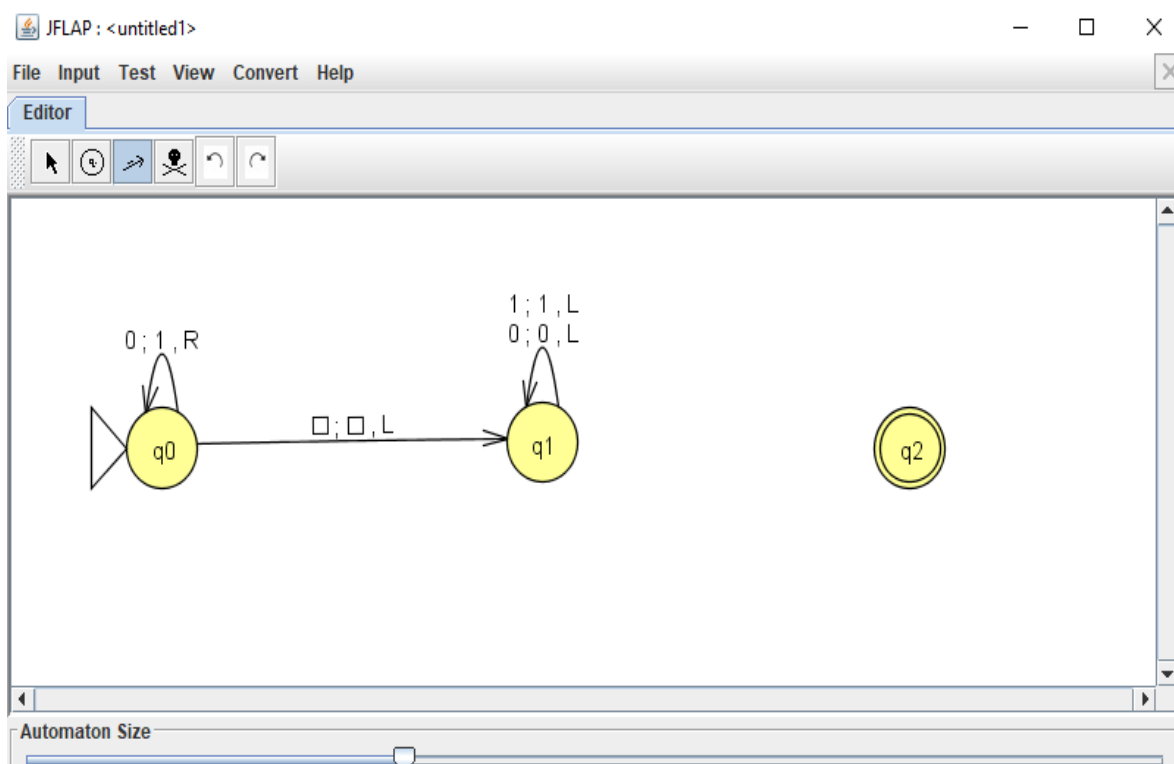 JFLAP : <untitled1>
File Input Test View Convert Help
Editor
q
1 ; 1 , L
0 ; 1 , R
0 ; 0 , L
□ ; □ , L
q0
q1
q2
Automaton Size